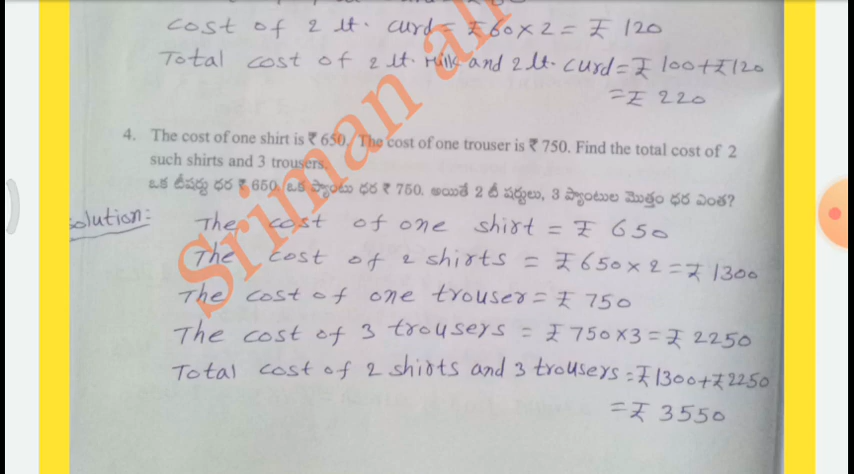 cost of 2 lt. curd = ₹60 x 2 = ₹ 120
Total cost of 2 lt. Milk and 2 lt. curd = ₹ 100 + ₹120
= ₹ 220
4. The cost of one shirt is ₹ 650. The cost of one trouser is ₹ 750. Find the total cost of 2
such shirts and 3 trousers.
ఒక టీషర్టు ధర ₹ 650. ఒక ప్యాంటు ధర ₹ 750. అయితే 2 టీ షర్టులు, 3 ప్యాంటుల మొత్తం ధర ఎంత?
Solution:
The cost of one shirt = ₹ 650
The cost of 2 shirts = ₹650 x 2 = ₹ 1300
The cost of one trouser = ₹ 750
The cost of 3 trousers = ₹ 750 x 3 = ₹ 2250
Total cost of 2 shirts and 3 trousers = ₹1300 + ₹2250
= ₹ 3550
Sriman